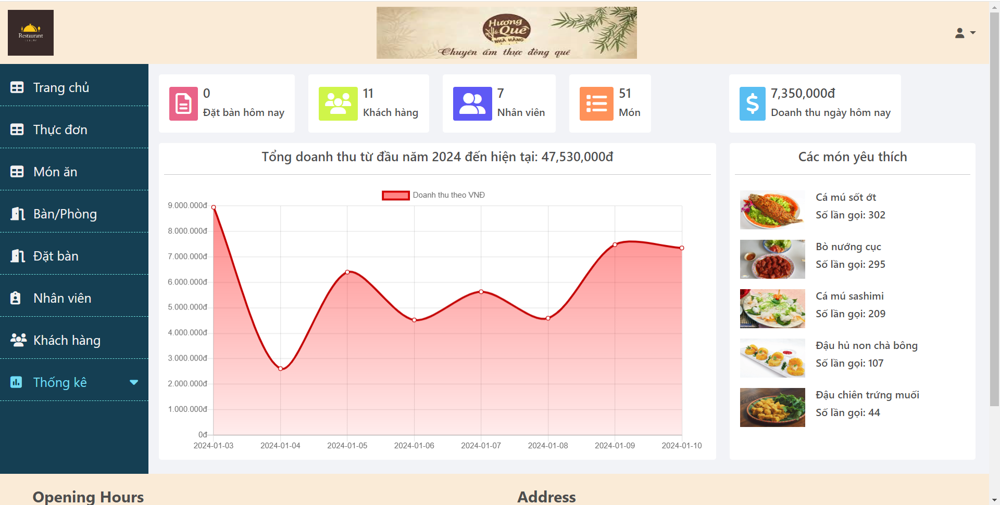 Restaurant
LUXURY
Hương
Quê
NHÀ HÀNG
Chuyên ẩm thực đồng quê
Trang chủ
Thực đơn
Món ăn
Bàn/Phòng
Đặt bàn
Nhân viên
Khách hàng
Thống kê
0
Đặt bàn hôm nay
11
Khách hàng
7
Nhân viên
51
Món
7,350,000đ
Doanh thu ngày hôm nay
Tổng doanh thu từ đầu năm 2024 đến hiện tại: 47,530,000đ
Doanh thu theo VNĐ
9.000.000đ
8.000.000đ
7.000.000đ
6.000.000đ
5.000.000đ
4.000.000đ
3.000.000đ
2.000.000đ
1.000.000đ
0đ
2024-01-03 2024-01-04 2024-01-05 2024-01-06 2024-01-07 2024-01-08 2024-01-09 2024-01-10
Các món yêu thích
Cá mú sốt ớt
Số lần gọi: 302
Bò nướng cục
Số lần gọi: 295
Cá mú sashimi
Số lần gọi: 209
Đậu hủ non chà bông
Số lần gọi: 107
Đậu chiên trứng muối
Số lần gọi: 44
Opening Hours
Address